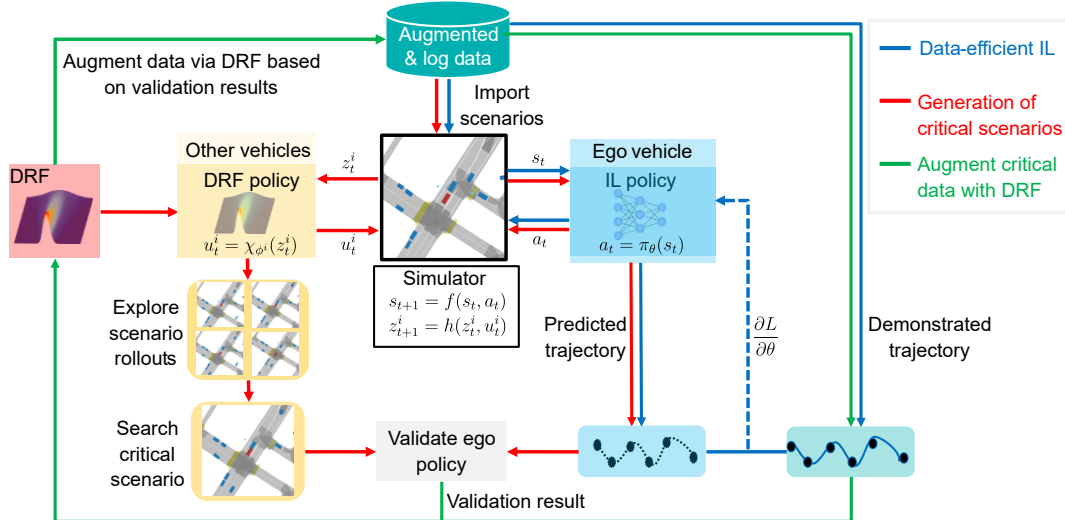 Augmented
& log data
Augment data via DRF based
on validation results
Import
scenarios
Data-efficient IL
Generation of
critical scenarios
Augment critical
data with DRF
DRF
Other vehicles
DRF policy
u_t^i = χ_{ϕ^i}(z_t^i)
z_t^i
u_t^i
s_t
a_t
Ego vehicle
IL policy
a_t = π_θ(s_t)
Simulator
s_{t+1} = f(s_t, a_t)
z_{t+1}^i = h(z_t^i, u_t^i)
Explore
scenario
rollouts
Predicted
trajectory
∂L
∂θ
Demonstrated
trajectory
Search
critical
scenario
Validate ego
policy
Validation result